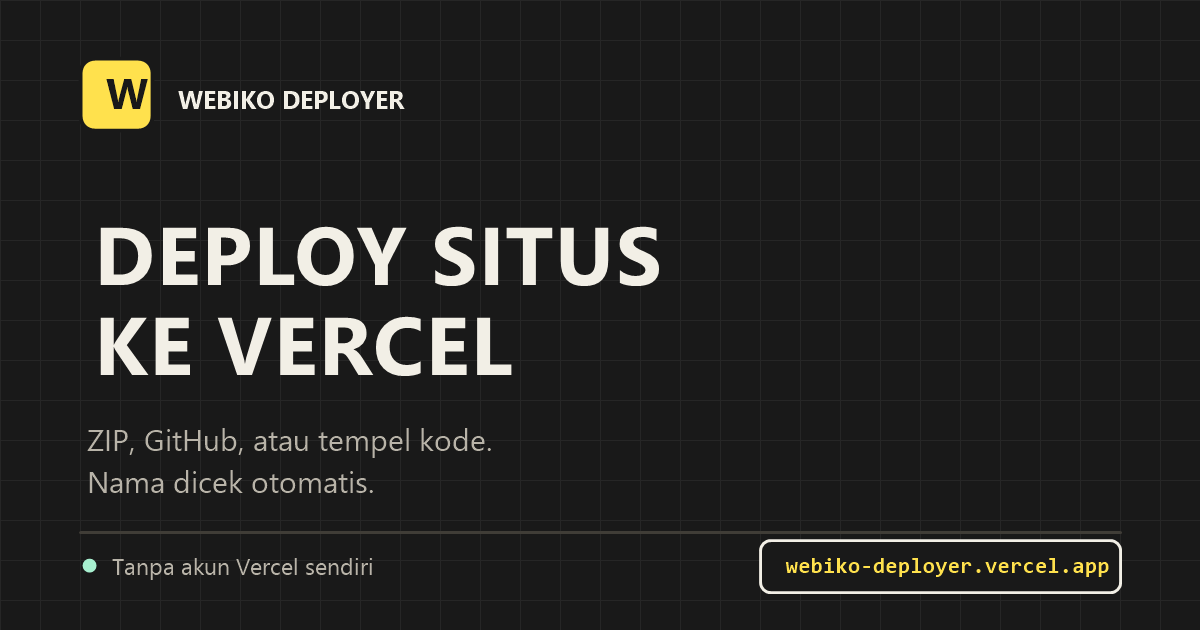 W
WEBIKO DEPLOYER
DEPLOY SITUS
KE VERCEL
ZIP, GitHub, atau tempel kode.
Nama dicek otomatis.
Tanpa akun Vercel sendiri
webiko-deployer.vercel.app